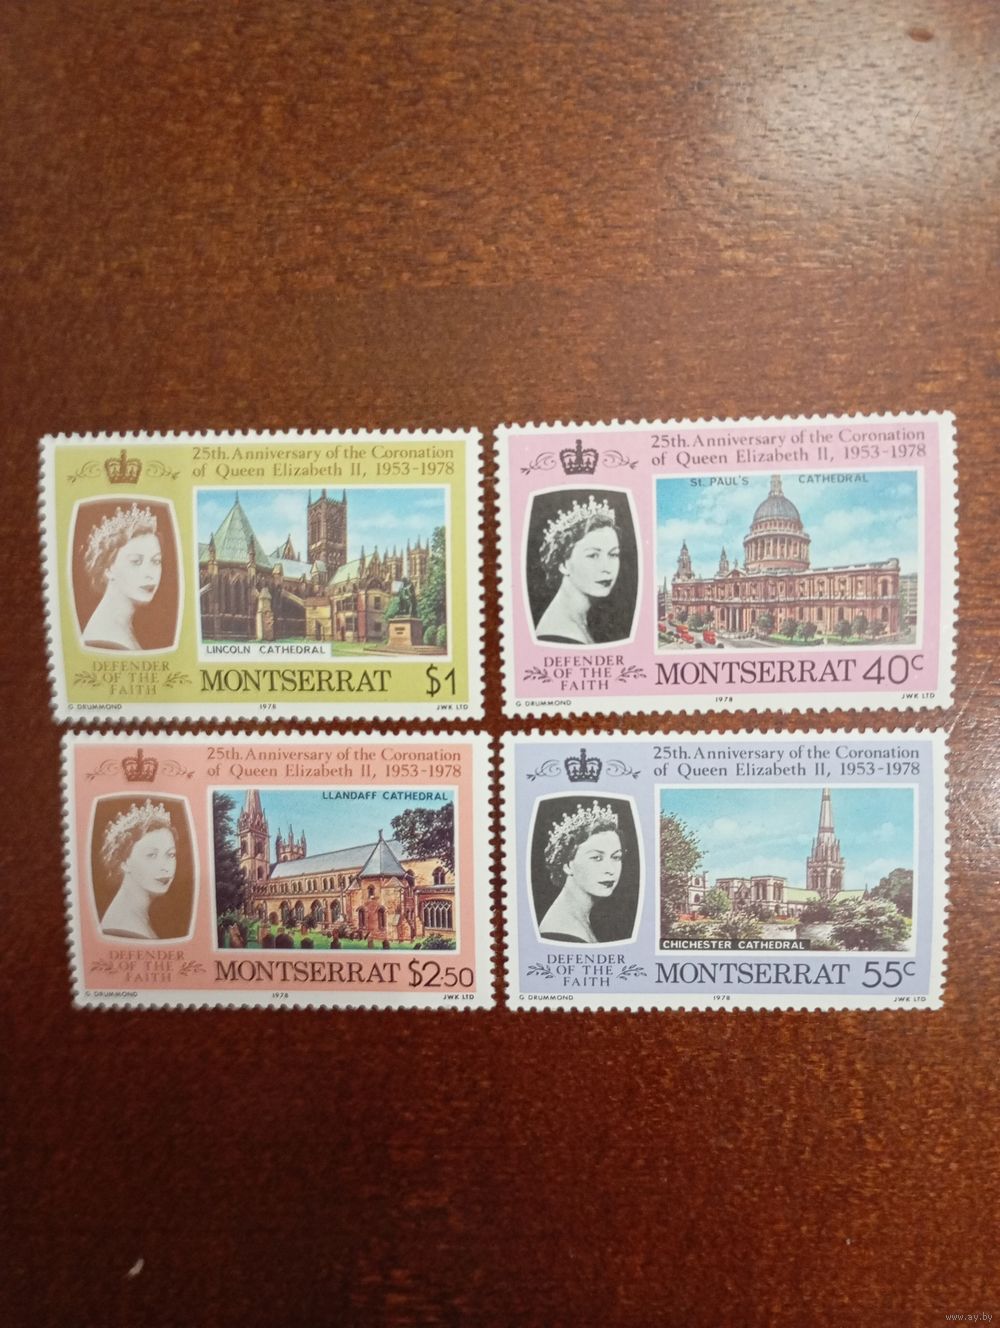 25th. Anniversary of the Coronation
of Queen Elizabeth II, 1953-1978
LINCOLN CATHEDRAL
DEFENDER
OF THE
FAITH
MONTSERRAT $1
G DRUMMOND 1978 JWK LTD
25th. Anniversary of the Coronation
of Queen Elizabeth II, 1953-1978
ST. PAUL'S CATHEDRAL
DEFENDER
OF THE
FAITH
MONTSERRAT 40c
G DRUMMOND 1978 JWK LTD
25th. Anniversary of the Coronation
of Queen Elizabeth II, 1953-1978
LLANDAFF CATHEDRAL
DEFENDER
OF THE
FAITH
MONTSERRAT $2.50
G DRUMMOND 1978 JWK LTD
25th. Anniversary of the Coronation
of Queen Elizabeth II, 1953-1978
CHICHESTER CATHEDRAL
DEFENDER
OF THE
FAITH
MONTSERRAT 55c
G DRUMMOND 1978 JWK LTD
www.ay.by